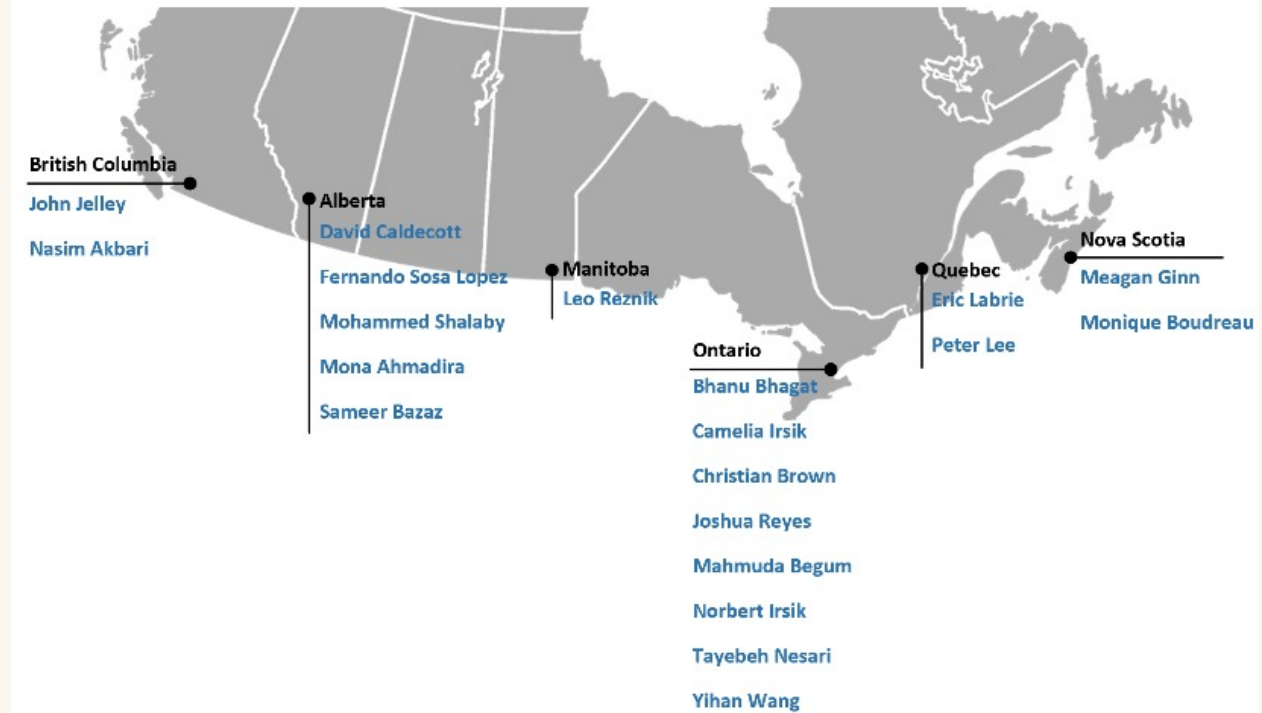 British Columbia
John Jelley
Nasim Akbari
Alberta
David Caldecott
Fernando Sosa Lopez
Mohammed Shalaby
Mona Ahmadira
Sameer Bazaz
Manitoba
Leo Reznik
Ontario
Bhanu Bhagat
Camelia Irsik
Christian Brown
Joshua Reyes
Mahmuda Begum
Norbert Irsik
Tayebeh Nesari
Yihan Wang
Quebec
Eric Labrie
Peter Lee
Nova Scotia
Meagan Ginn
Monique Boudreau